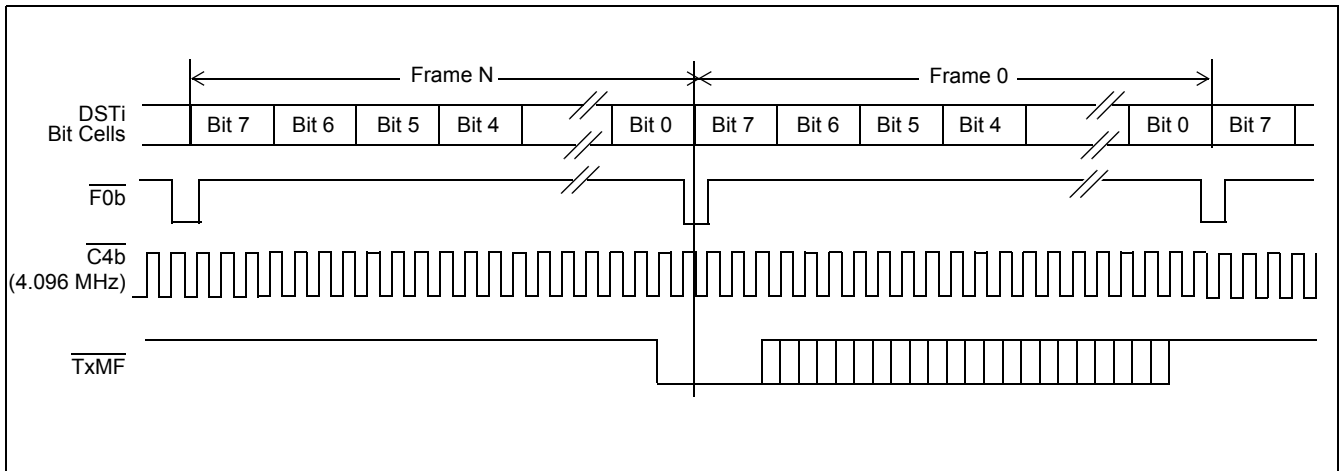 Frame N
Frame 0
DSTi
Bit Cells
Bit 7 Bit 6 Bit 5 Bit 4 Bit 0 Bit 7 Bit 6 Bit 5 Bit 4 Bit 0 Bit 7
F0b
C4b
(4.096 MHz)
TxMF